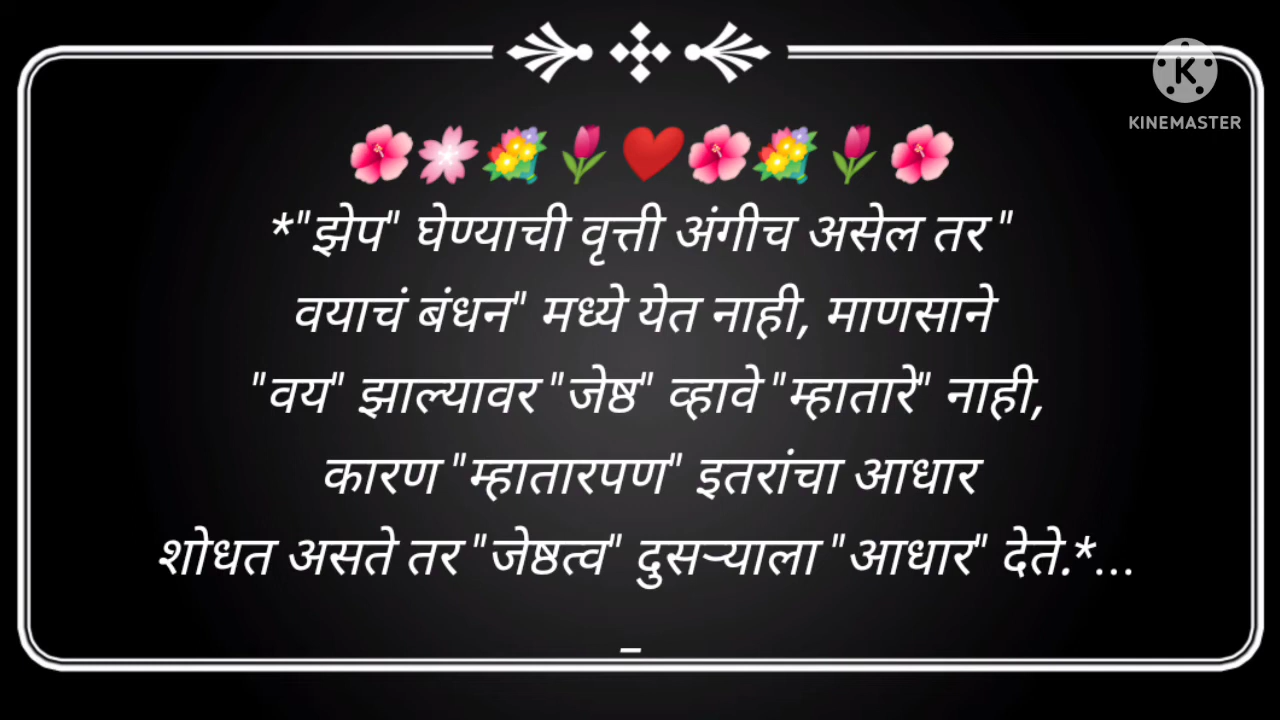 KINEMASTER
🌺🌸💐🌷❤️🌺💐🌷🌺
*"झेप" घेण्याची वृत्ती अंगीच असेल तर "
वयाचं बंधन" मध्ये येत नाही, माणसाने
"वय" झाल्यावर "जेष्ठ" व्हावे "म्हातारे" नाही,
कारण "म्हातारपण" इतरांचा आधार
शोधत असते तर "जेष्ठत्व" दुसऱ्याला "आधार" देते.*...
_